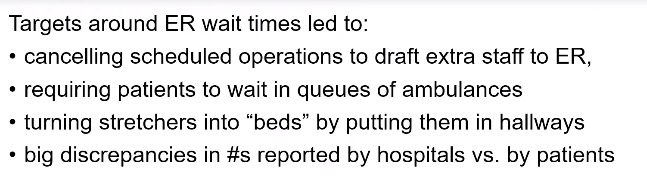 Targets around ER wait times led to:
• cancelling scheduled operations to draft extra staff to ER,
• requiring patients to wait in queues of ambulances
• turning stretchers into “beds” by putting them in hallways
• big discrepancies in #s reported by hospitals vs. by patients